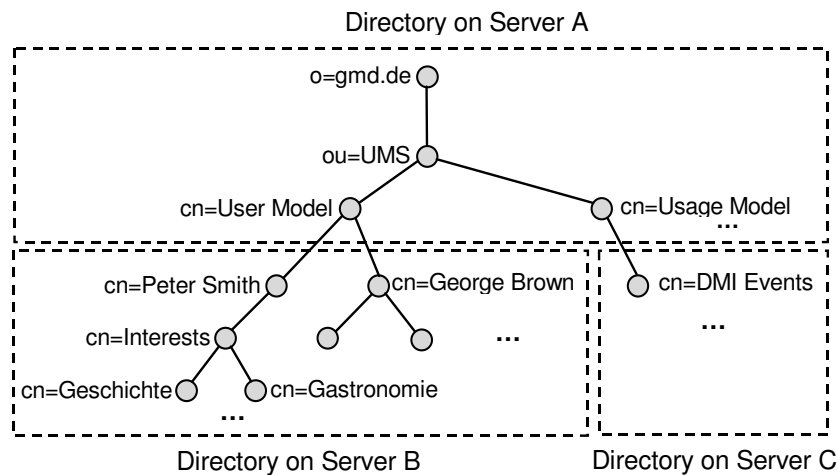 Directory on Server A
o=gmd.de
ou=UMS
cn=User Model
cn=Usage Model
...
cn=Peter Smith
cn=George Brown
cn=DMI Events
...
cn=Interests
...
cn=Geschichte
cn=Gastronomie
...
Directory on Server B
Directory on Server C